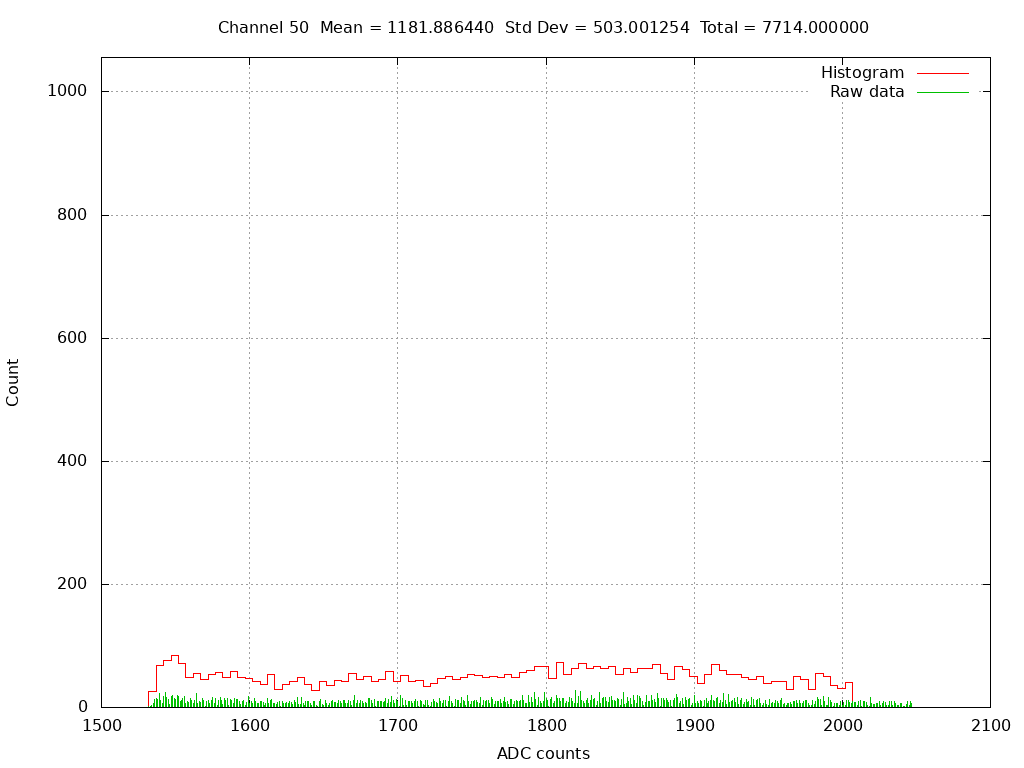 Channel 50  Mean = 1181.886440  Std Dev = 503.001254  Total = 7714.000000
Histogram
Raw data
1000
800
600
400
200
0
Count
1500 1600 1700 1800 1900 2000 2100
ADC counts